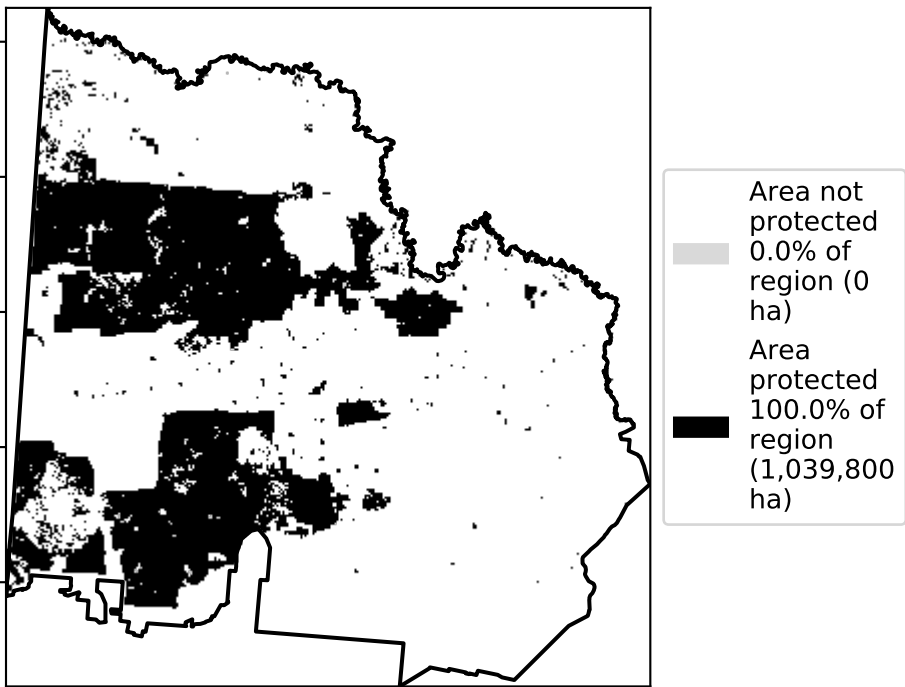 Area not
protected
0.0% of
region (0
ha)
Area
protected
100.0% of
region
(1,039,800
ha)